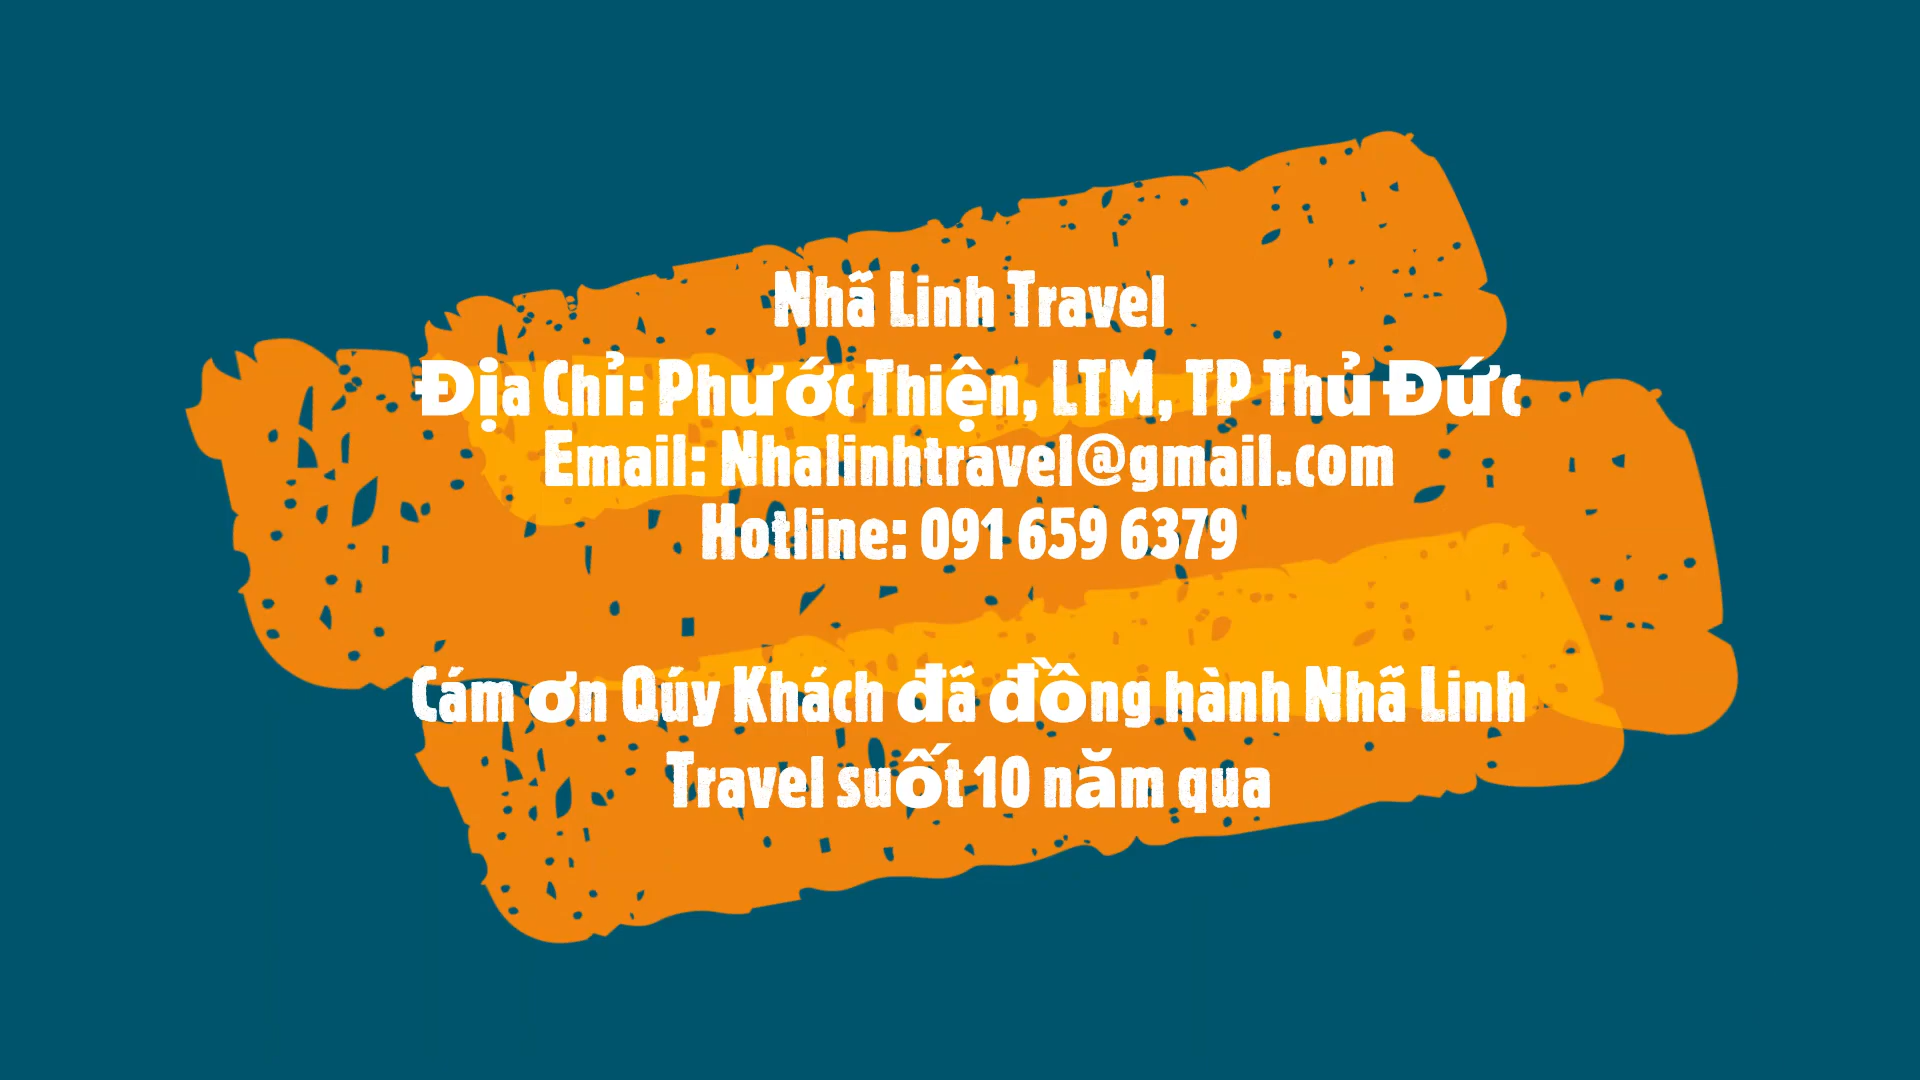 Nhã Linh Travel
Địa Chỉ: Phước Thiện, LTM, TP Thủ Đức
Email: Nhalinhtravel@gmail.com
Hotline: 091 659 6379
Cám ơn Qúy Khách đã đồng hành Nhã Linh
Travel suốt 10 năm qua